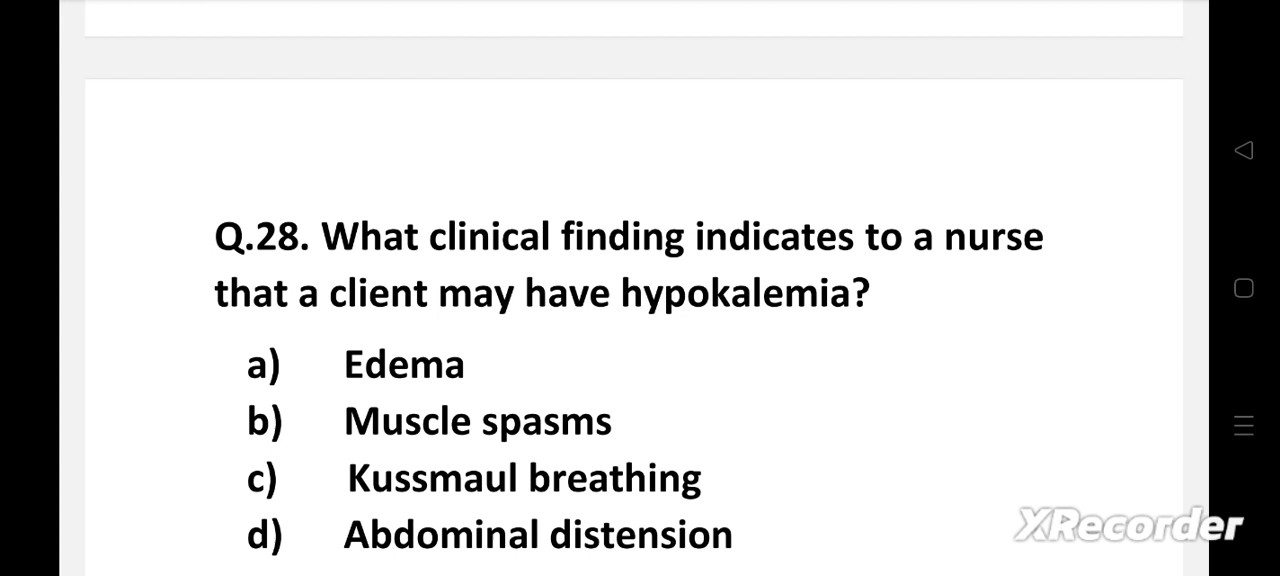 Q.28. What clinical finding indicates to a nurse
that a client may have hypokalemia?
a) Edema
b) Muscle spasms
c) Kussmaul breathing
d) Abdominal distension
XRecorder